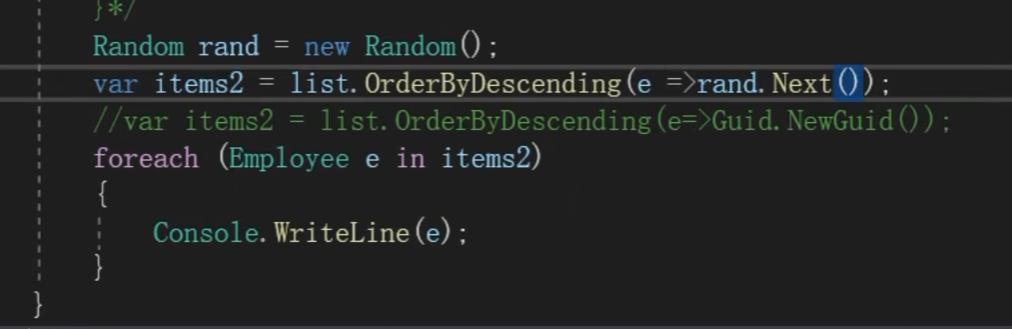 }*/
Random rand = new Random();
var items2 = list.OrderByDescending(e =>rand.Next());
//var items2 = list.OrderByDescending(e=>Guid.NewGuid());
foreach (Employee e in items2)
{
Console.WriteLine(e);
}
}